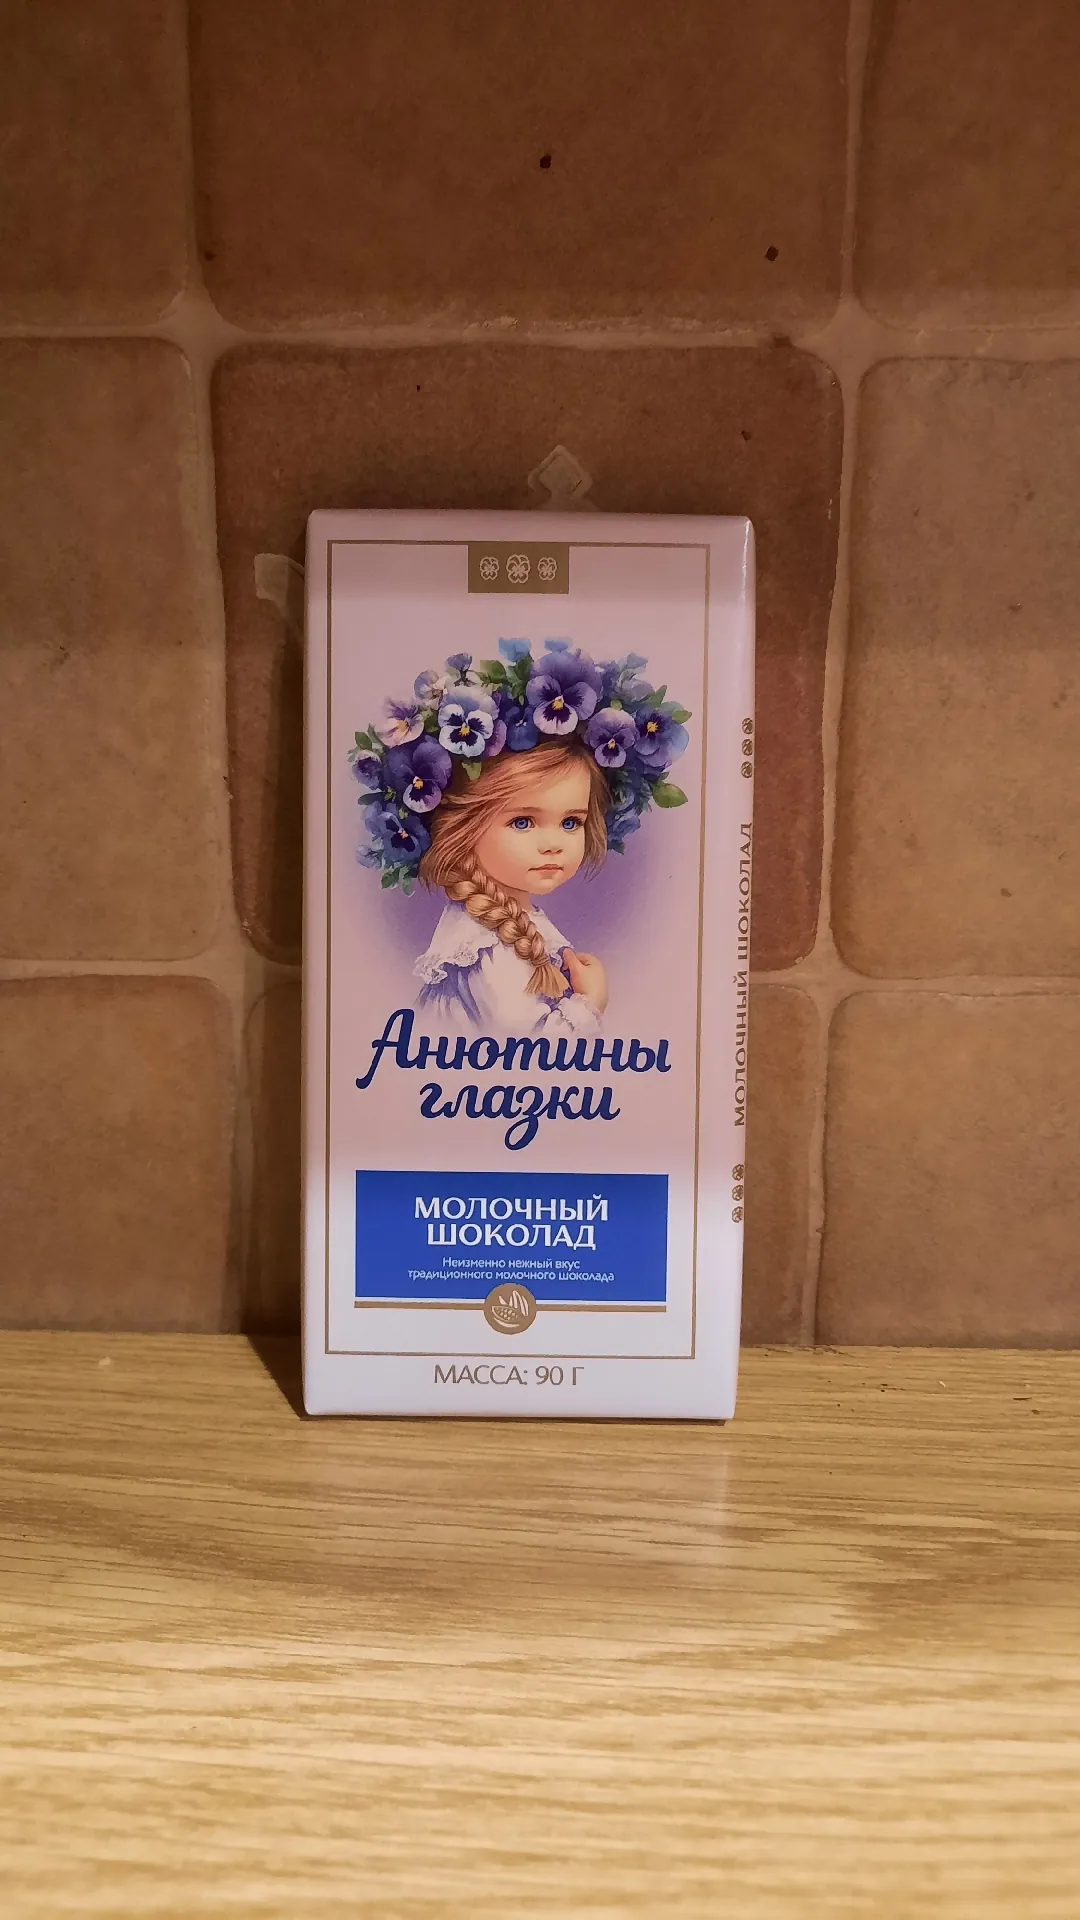 Анютины
глазки
МОЛОЧНЫЙ
ШОКОЛАД
Неизменно нежный вкус
традиционного молочного шоколада
МАССА: 90 Г
МОЛОЧНЫЙ ШОКОЛАД